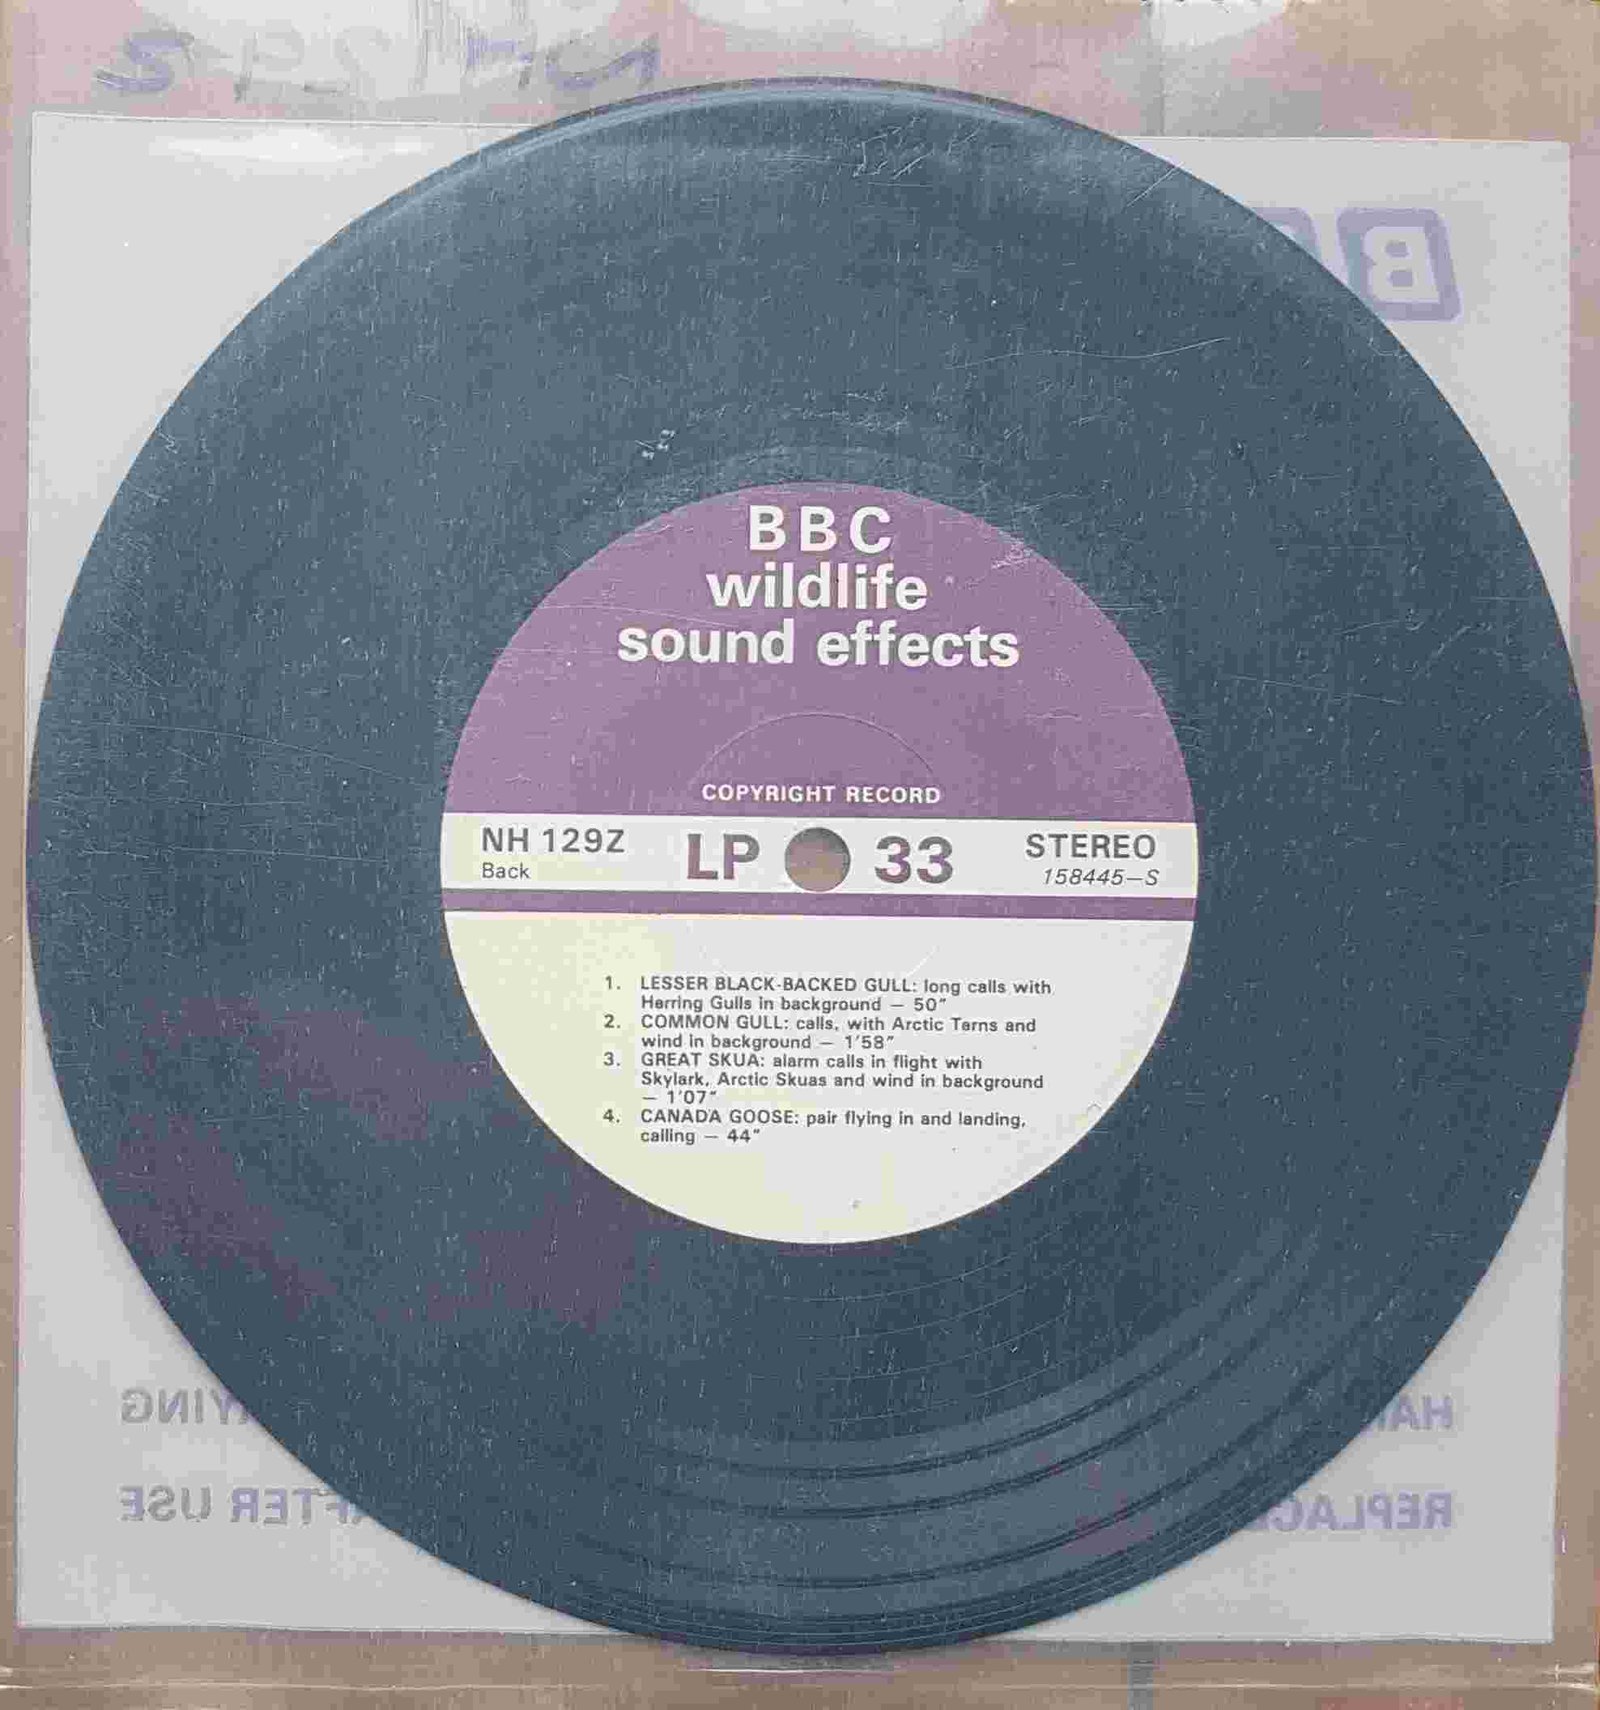 NH129Z
B
BBC
wildlife
sound effects
COPYRIGHT RECORD
NH 129Z LP 33 STEREO
Back 158445-S
1. LESSER BLACK-BACKED GULL: long calls with
Herring Gulls in background — 50"
2. COMMON GULL: calls, with Arctic Terns and
wind in background — 1'58"
3. GREAT SKUA: alarm calls in flight with
Skylark, Arctic Skuas and wind in background
— 1'07"
4. CANADA GOOSE: pair flying in and landing,
calling — 44"
AFTER USE